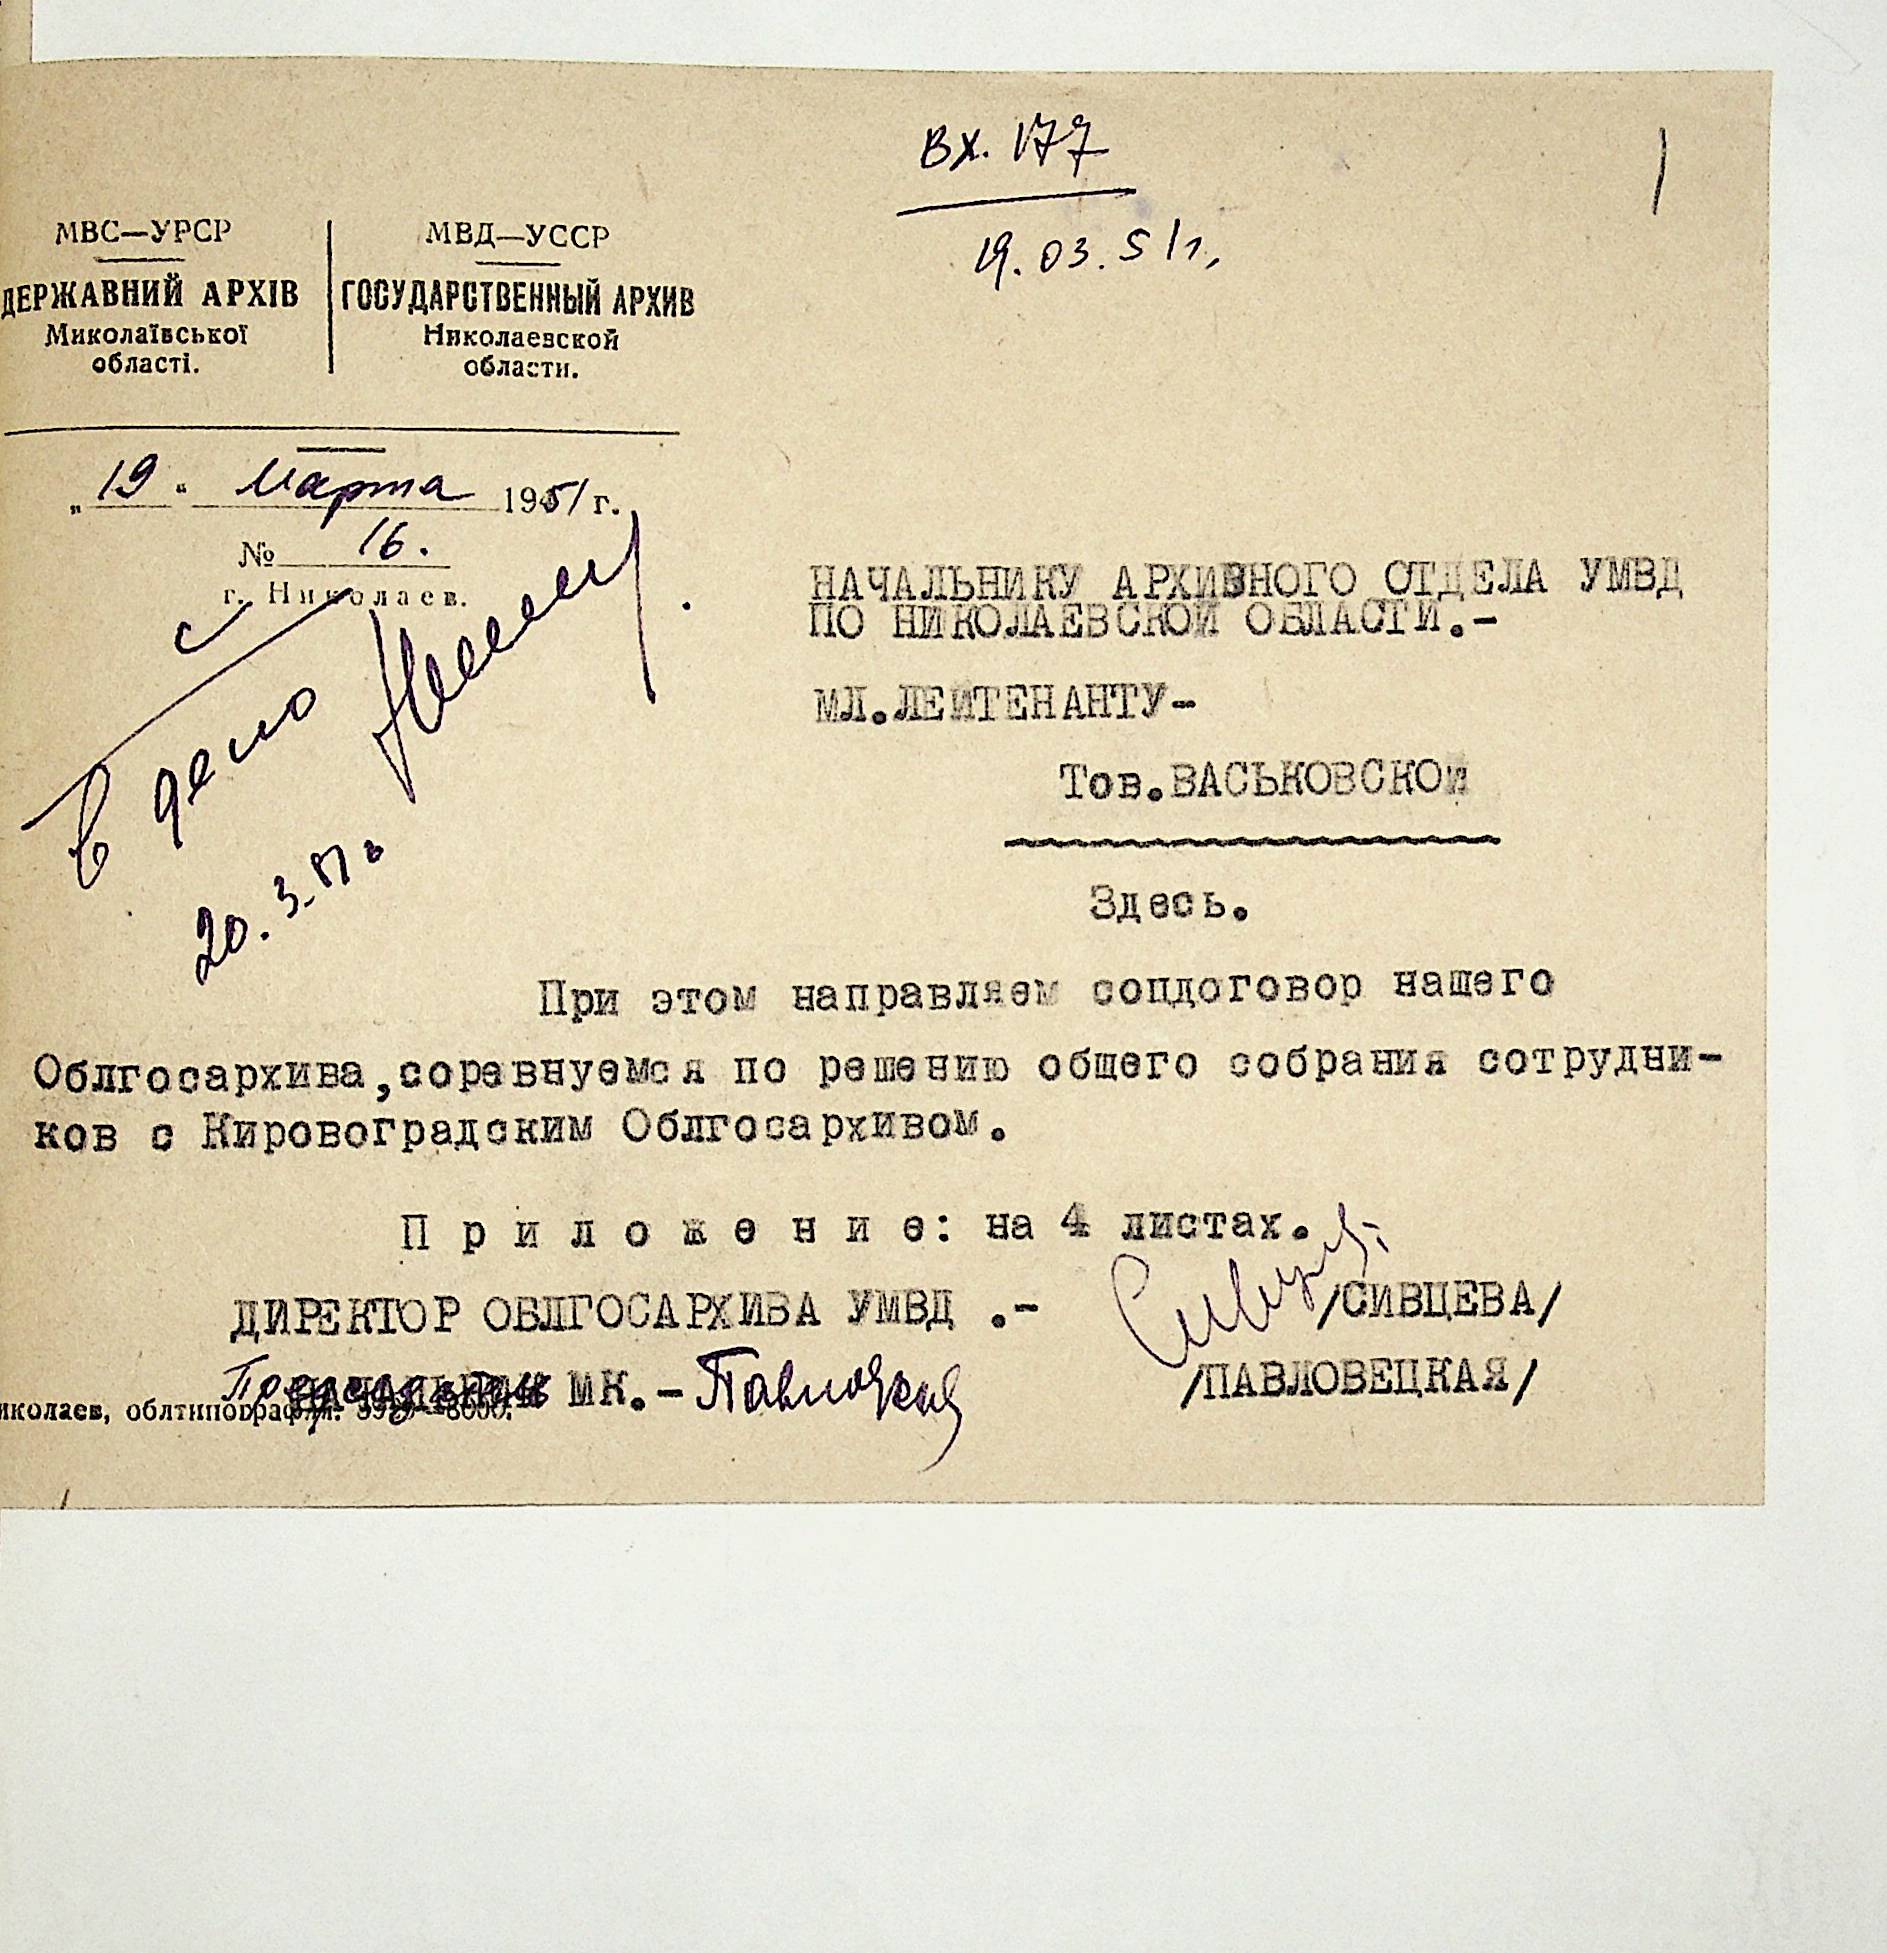 вх. 177
19.03.51г.
1
МВС—УРСР
ДЕРЖАВНИЙ АРХІВ
Миколаївської
області.
МВД—УССР
ГОСУДАРСТВЕННЫЙ АРХИВ
Николаевской
области.
„19“ марта 1951 г.
№ 16.
г. Николаев.
В дело
20.3.51г
НАЧАЛЬНИКУ АРХИВНОГО ОТДЕЛА УМВД
ПО НИКОЛАЕВСКОЙ ОБЛАСТИ.-
МЛ.ЛЕЙТЕНАНТУ-
Тов.ВАСЬКОВСКОЙ
Здесь.
При этом направляем соцдоговор нашего
Облгосархива,соревнуемся по решению общего собрания сотрудни-
ков с Кировоградским Облгосархивом.
П р и л о ж е н и е: на 4 листах.
ДИРЕКТОР ОБЛГОСАРХИВА УМВД .- /СИВЦЕВА/
МК.- /ПАВЛОВЕЦКАЯ/
иколаев, облтипография.